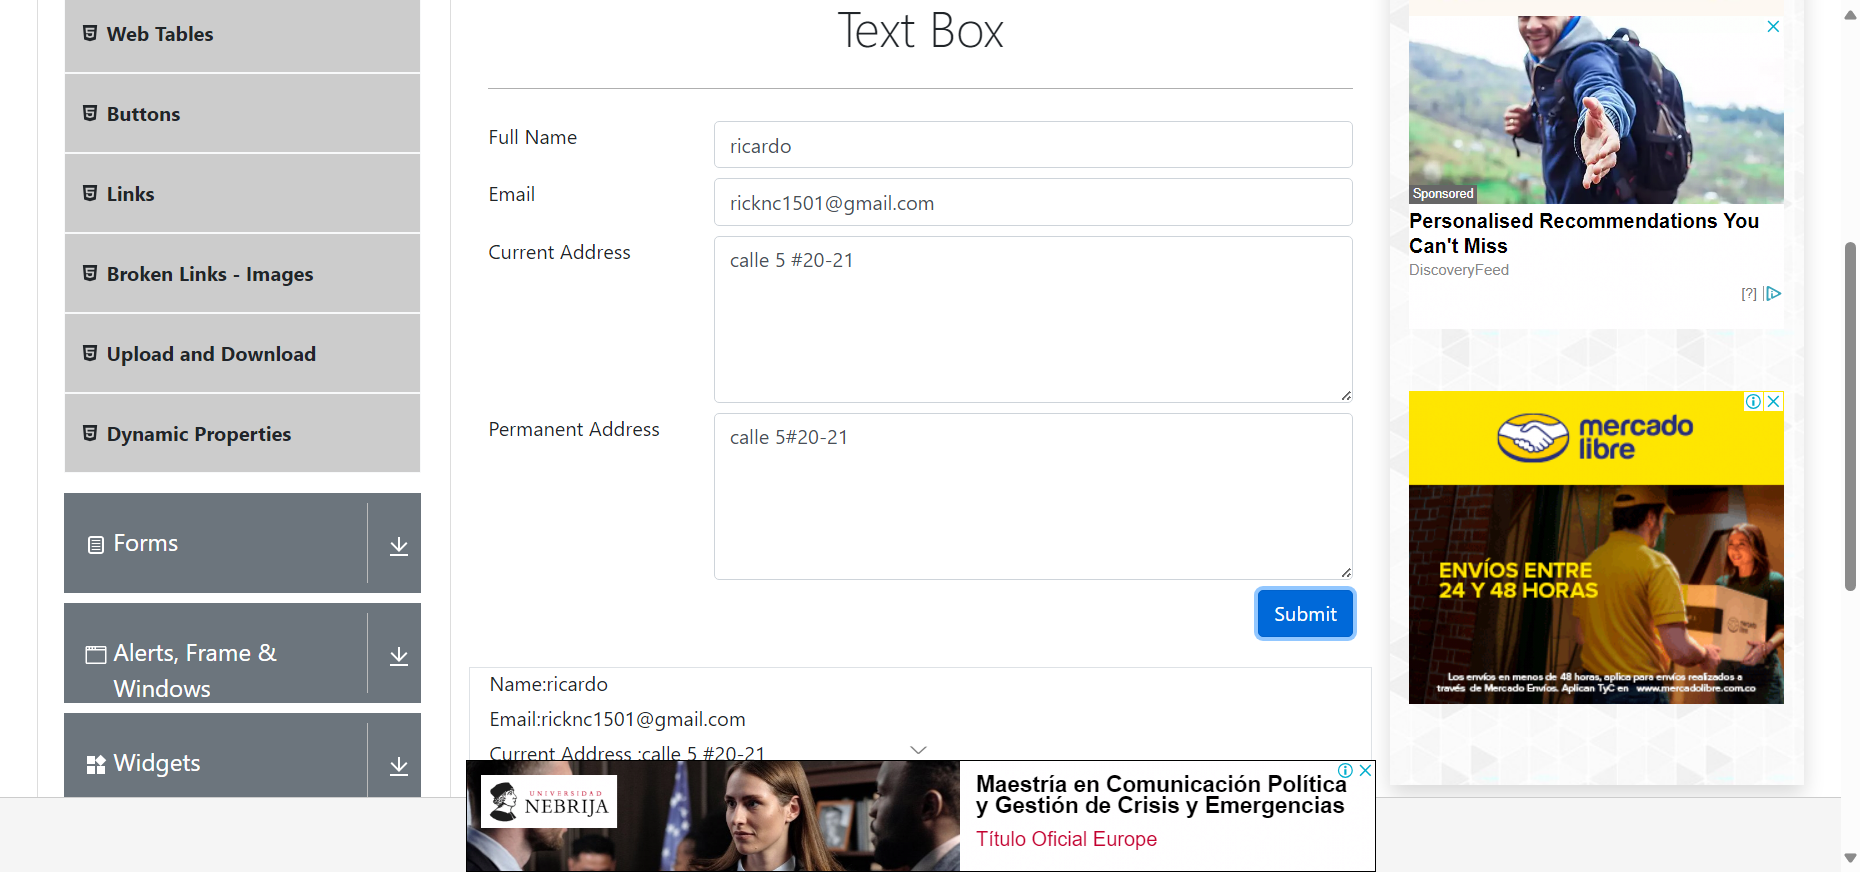 Web Tables
Buttons
Links
Broken Links - Images
Upload and Download
Dynamic Properties
Forms
Alerts, Frame &
Windows
Widgets
Text Box
Full Name
ricardo
Email
ricknc1501@gmail.com
Current Address
calle 5 #20-21
Permanent Address
calle 5#20-21
Submit
Name:ricardo
Email:ricknc1501@gmail.com
Current Address :calle 5 #20-21
UNIVERSIDAD
NEBRIJA
Maestría en Comunicación Política
y Gestión de Crisis y Emergencias
Título Oficial Europe
Sponsored
Personalised Recommendations You
Can't Miss
DiscoveryFeed
[?]
mercado
libre
ENVÍOS ENTRE
24 Y 48 HORAS
Los envíos en menos de 48 horas, aplica para envíos realizados a
través de Mercado Envíos. Aplican TyC en www.mercadolibre.com.co